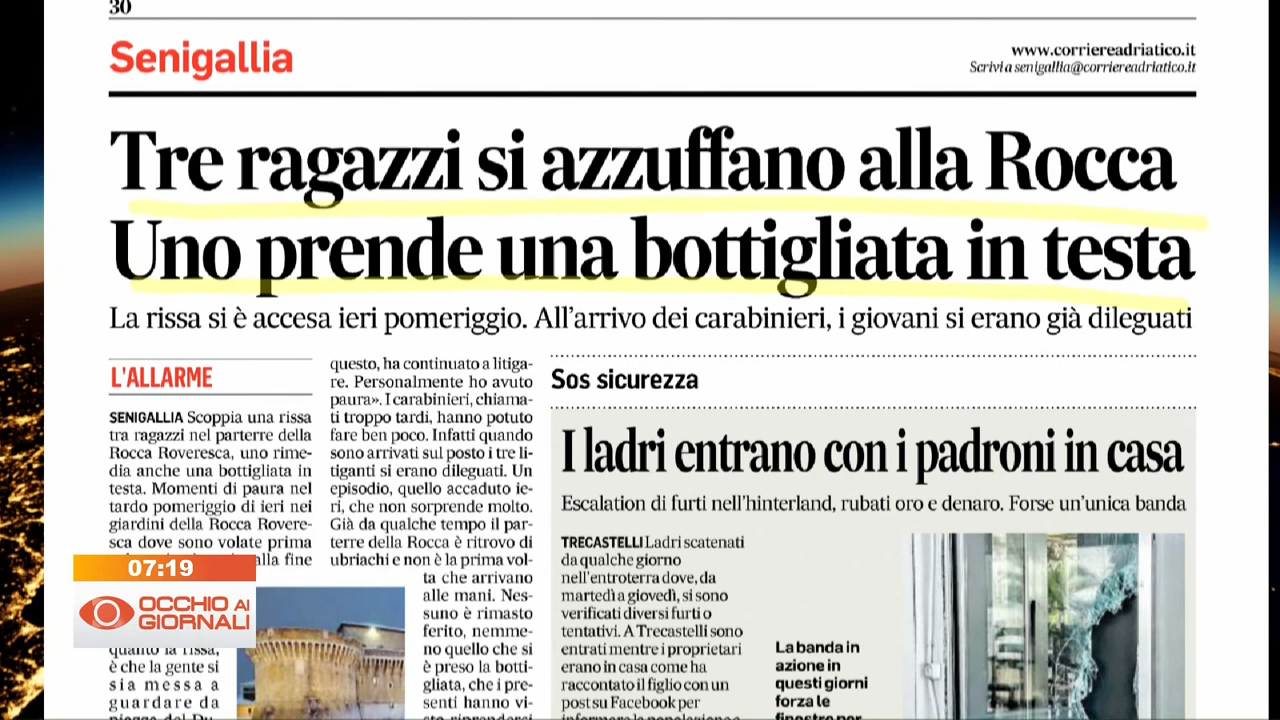 30
Senigallia
www.corriereadriatico.it
Scrivi a senigallia@corriereadriatico.it
Tre ragazzi si azzuffano alla Rocca
Uno prende una bottigliata in testa
La rissa si è accesa ieri pomeriggio. All'arrivo dei carabinieri, i giovani si erano già dileguati
L'ALLARME
SENIGALLIA Scoppia una rissa
tra ragazzi nel parterre della
Rocca Roveresca, uno rime-
dia anche una bottigliata in
testa. Momenti di paura nel
tardo pomeriggio di ieri nei
giardini della Rocca Rovere-
sca dove sono volate prima
alla fine
quanto la rissa,
è che la gente si
sia messa a
guardare da
questo, ha continuato a litiga-
re. Personalmente ho avuto
paura». I carabinieri, chiama-
ti troppo tardi, hanno potuto
fare ben poco. Infatti quando
sono arrivati sul posto i tre li-
tiganti si erano dileguati. Un
episodio, quello accaduto ie-
ri, che non sorprende molto.
Già da qualche tempo il par-
terre della Rocca è ritrovo di
ubriachi e non è la prima vol-
ta che arrivano
alle mani. Nes-
suno è rimasto
ferito, nemme-
no quello che si
è preso la botti-
gliata, che i pre-
senti hanno vi-
Sos sicurezza
I ladri entrano con i padroni in casa
Escalation di furti nell'hinterland, rubati oro e denaro. Forse un'unica banda
TRECASTELLI Ladri scatenati
da qualche giorno
nell'entroterra dove, da
martedì a giovedì, si sono
verificati diversi furti o
tentativi. A Trecastelli sono
entrati mentre i proprietari
erano in casa come ha
raccontato il figlio con un
post su Facebook per
La banda in
azione in
questi giorni
forza le
finestre per
07:19
OCCHIO AI
GIORNALI